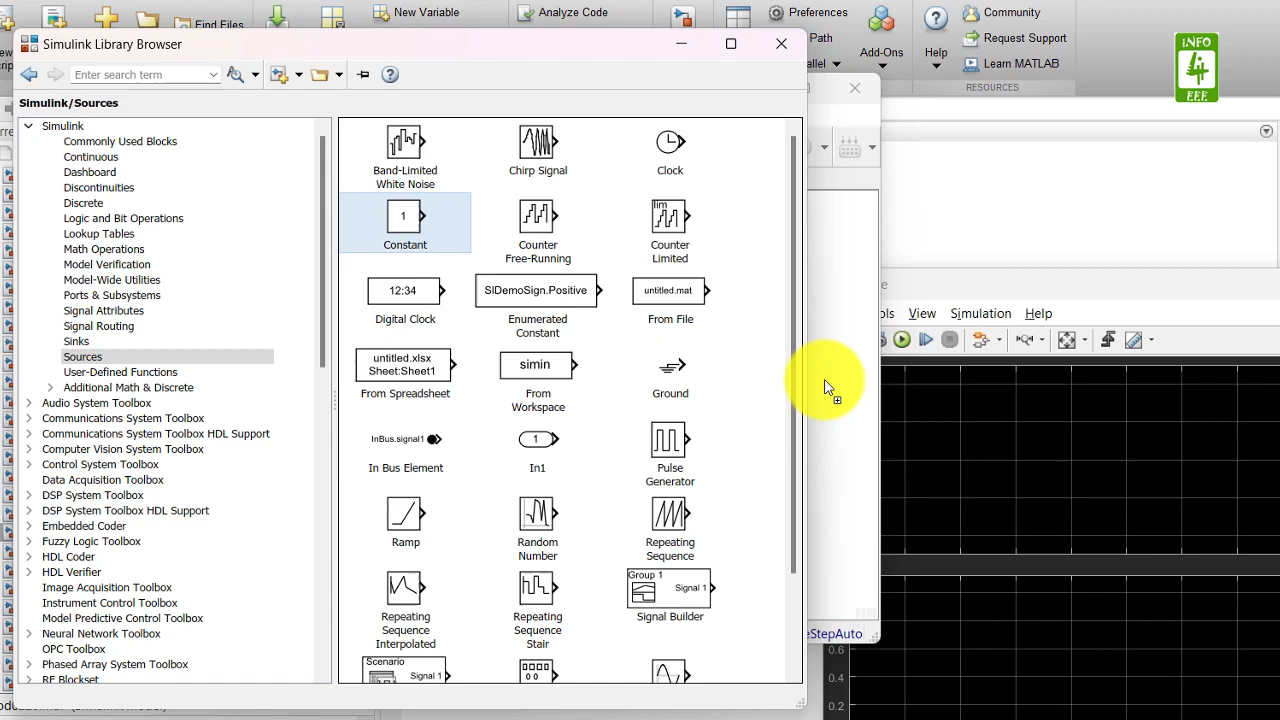 New Variable
Analyze Code
Preferences
Community
Find Files
Path
Add-Ons
Help
Request Support
Learn MATLAB
RESOURCES
Simulink Library Browser
Enter search term
Simulink/Sources
Simulink
Commonly Used Blocks
Continuous
Dashboard
Discontinuities
Discrete
Logic and Bit Operations
Lookup Tables
Math Operations
Model Verification
Model-Wide Utilities
Ports & Subsystems
Signal Attributes
Signal Routing
Sinks
Sources
User-Defined Functions
Additional Math & Discrete
Audio System Toolbox
Communications System Toolbox
Communications System Toolbox HDL Support
Computer Vision System Toolbox
Control System Toolbox
Data Acquisition Toolbox
DSP System Toolbox
DSP System Toolbox HDL Support
Embedded Coder
Fuzzy Logic Toolbox
HDL Coder
HDL Verifier
Image Acquisition Toolbox
Instrument Control Toolbox
Model Predictive Control Toolbox
Neural Network Toolbox
OPC Toolbox
Phased Array System Toolbox
RF Blockset
Band-Limited
White Noise
Chirp Signal
Clock
1
Constant
Counter
Free-Running
lim
Counter
Limited
12:34
Digital Clock
SlDemoSign.Positive
Enumerated
Constant
untitled.mat
From File
untitled.xlsx
Sheet:Sheet1
From Spreadsheet
simin
From
Workspace
Ground
InBus.signal1
In Bus Element
1
In1
Pulse
Generator
Ramp
Random
Number
Repeating
Sequence
Repeating
Sequence
Interpolated
Repeating
Sequence
Stair
Group 1
Signal 1
Signal Builder
Scenario
Signal 1
View
Simulation
Help
eStepAuto
0.6
0.4
0.2
INFO
4
EEE